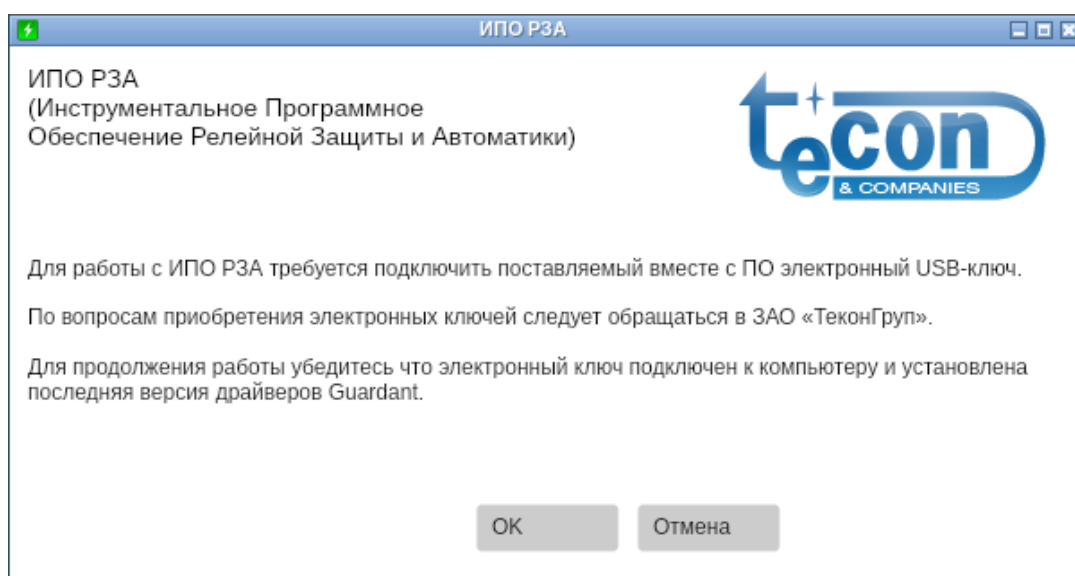 ИПО РЗА
ИПО РЗА
(Инструментальное Программное
Обеспечение Релейной Защиты и Автоматики)
tecon
& COMPANIES
Для работы с ИПО РЗА требуется подключить поставляемый вместе с ПО электронный USB-ключ.
По вопросам приобретения электронных ключей следует обращаться в ЗАО «ТеконГруп».
Для продолжения работы убедитесь что электронный ключ подключен к компьютеру и установлена
последняя версия драйверов Guardant.
OK
Отмена